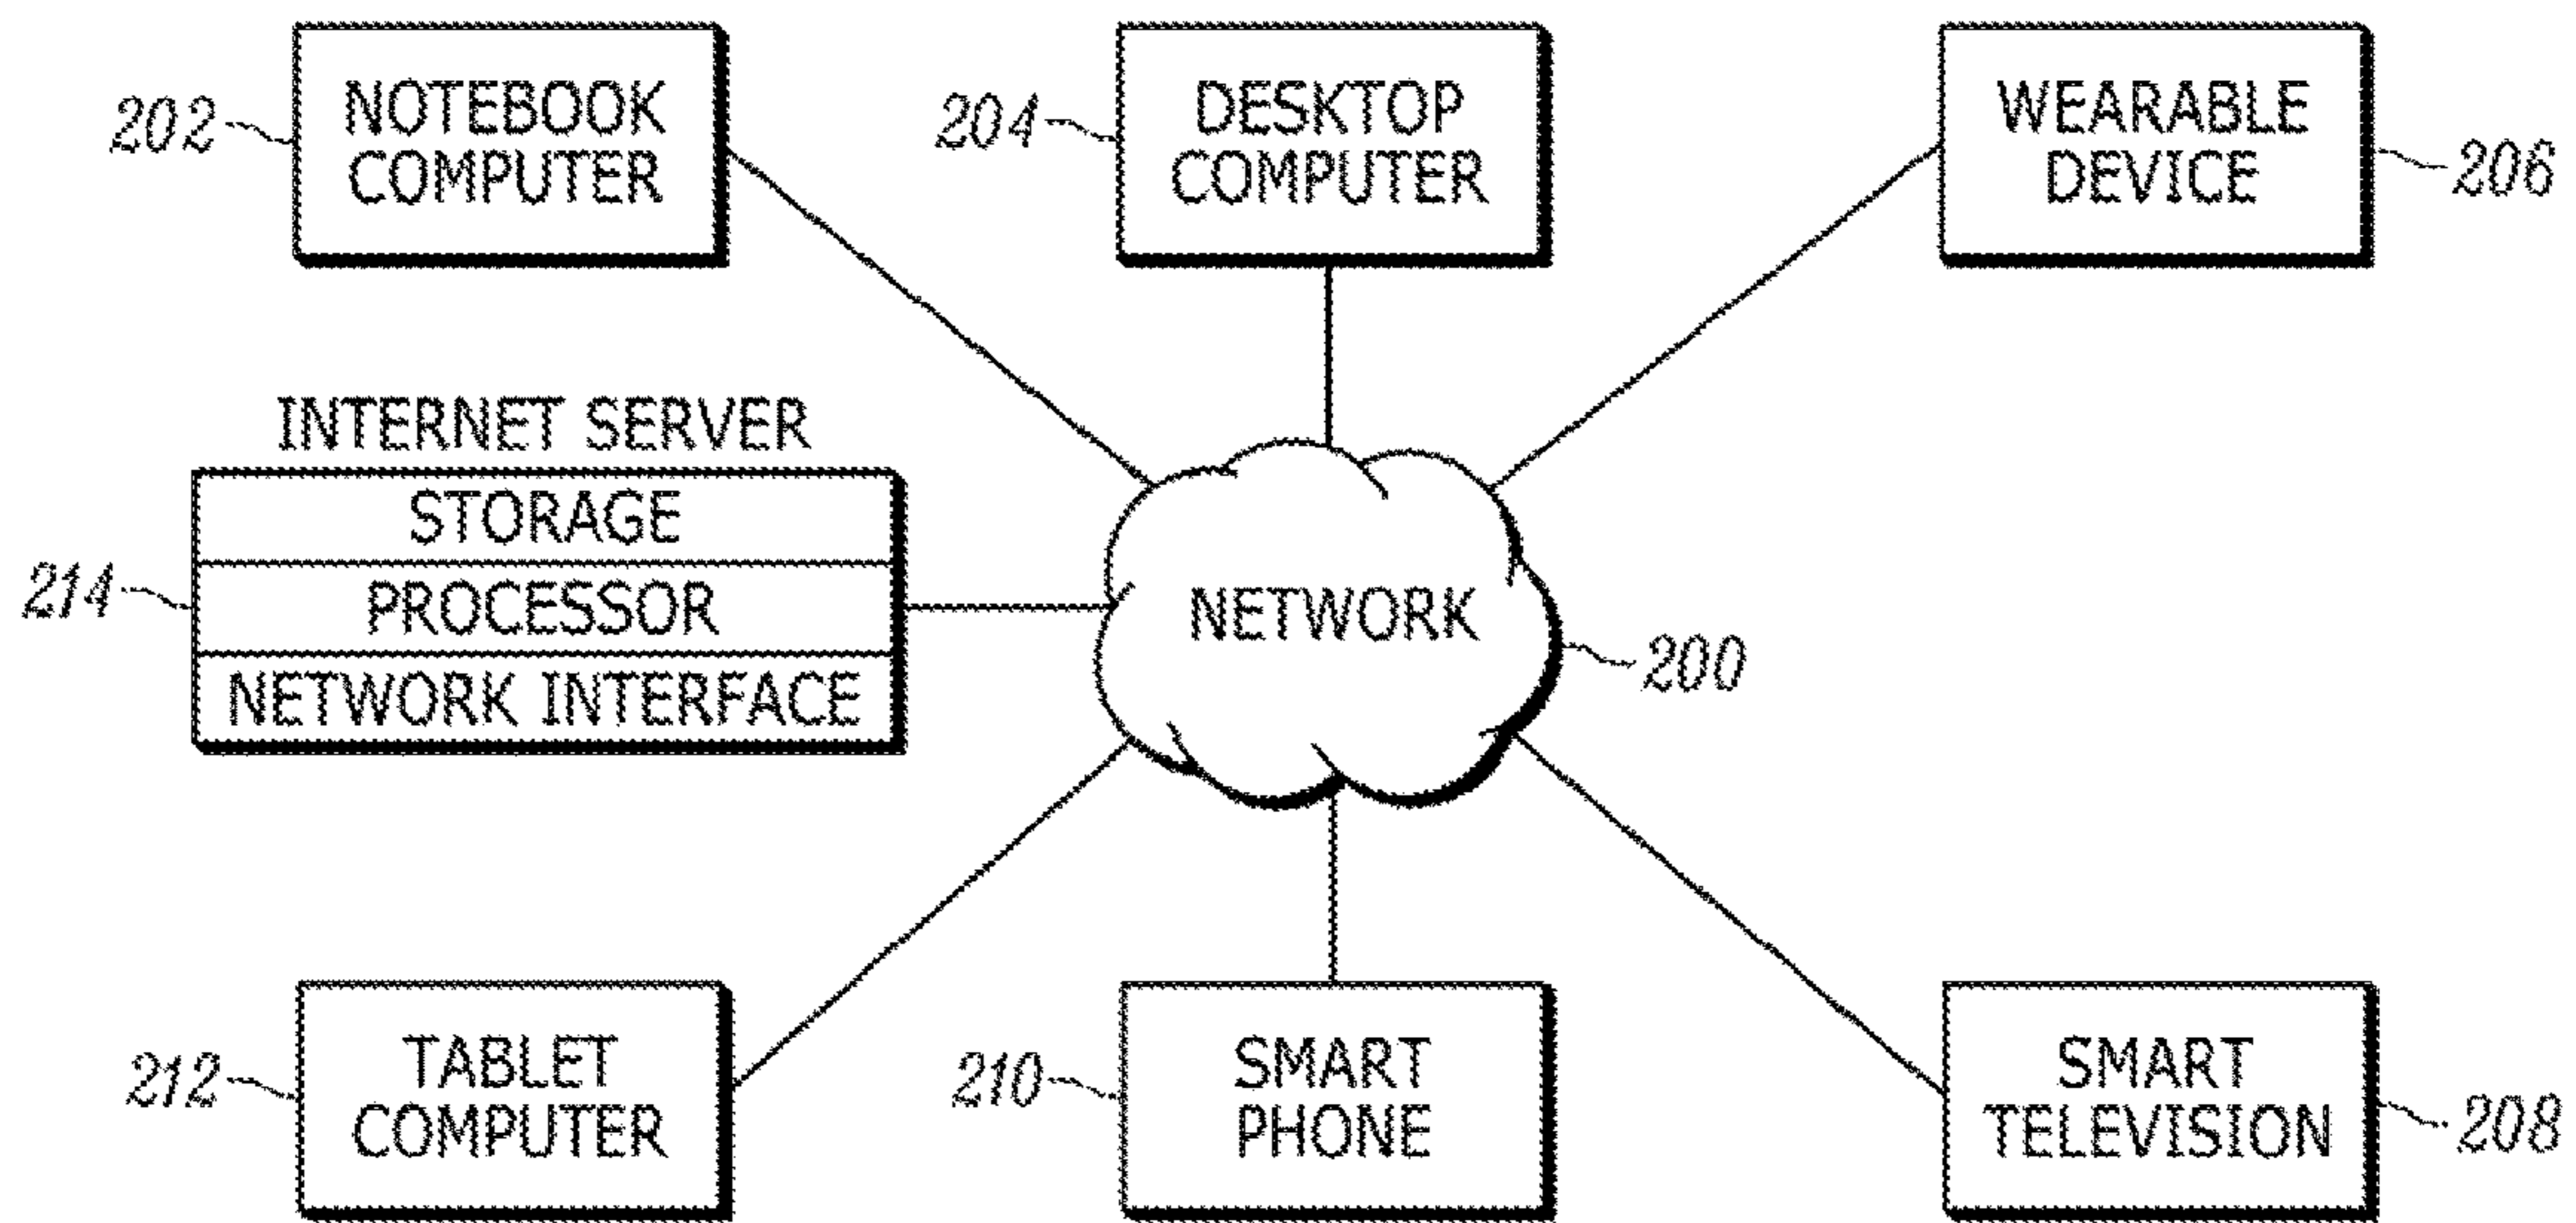 202
NOTEBOOK
COMPUTER
204
DESKTOP
COMPUTER
WEARABLE
DEVICE
206
INTERNET SERVER
STORAGE
214
PROCESSOR
NETWORK INTERFACE
NETWORK
200
212
TABLET
COMPUTER
210
SMART
PHONE
SMART
TELEVISION
208